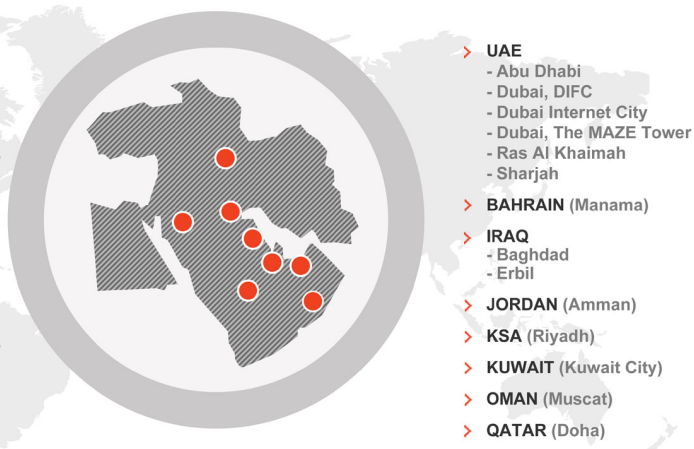 UAE
- Abu Dhabi
- Dubai, DIFC
- Dubai Internet City
- Dubai, The MAZE Tower
- Ras Al Khaimah
- Sharjah
BAHRAIN (Manama)
IRAQ
- Baghdad
- Erbil
JORDAN (Amman)
KSA (Riyadh)
KUWAIT (Kuwait City)
OMAN (Muscat)
QATAR (Doha)